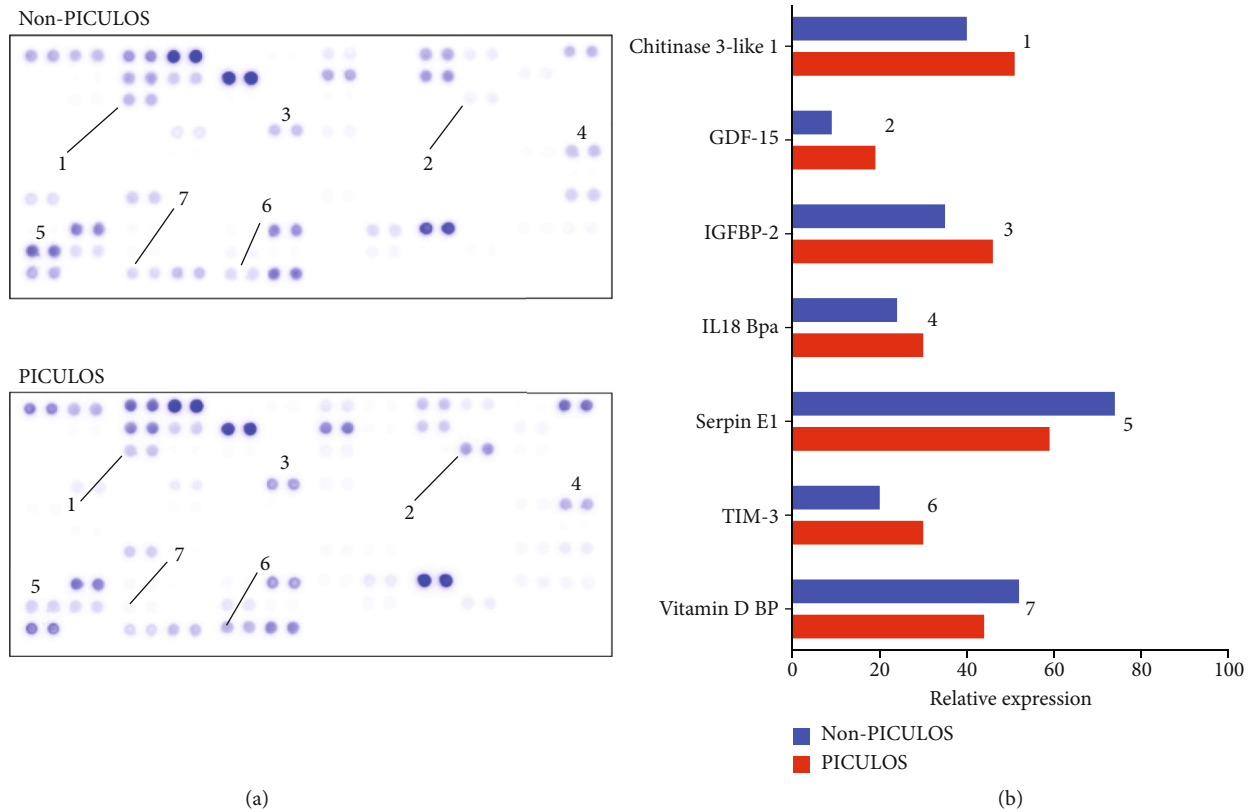 Non-PICULOS
1
2
3
4
5
6
7
PICULOS
1
2
3
4
5
6
7
(a)
Chitinase 3-like 1
1
GDF-15
2
IGFBP-2
3
IL18 Bpa
4
Serpin E1
5
TIM-3
6
Vitamin D BP
7
0 20 40 60 80 100
Relative expression
Non-PICULOS
PICULOS
(b)